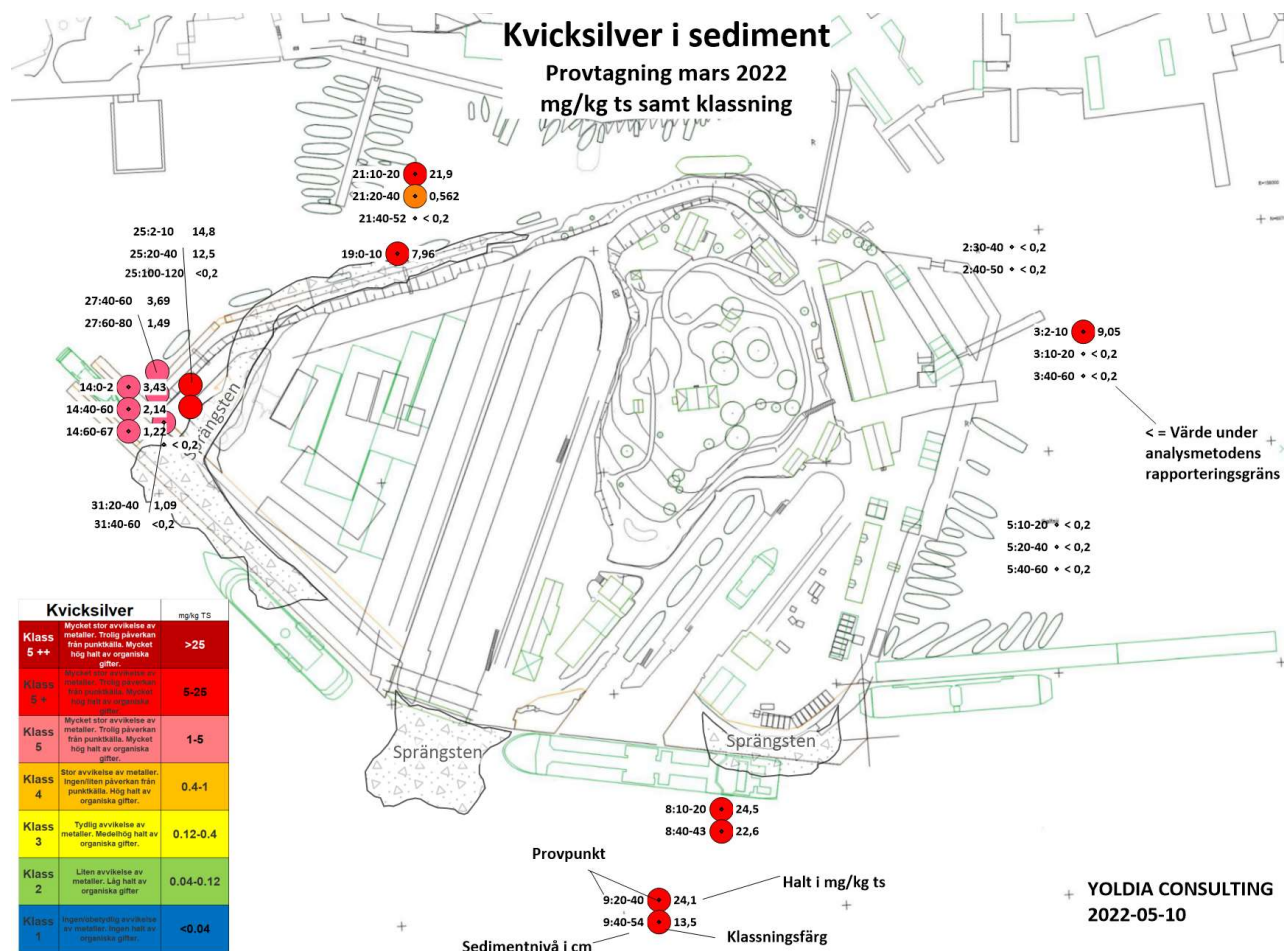 Kvicksilver i sediment
Provtagning mars 2022
mg/kg ts samt klassning
21:10-20 21,9
21:20-40 0,562
21:40-52 < 0,2
25:2-10 14,8
25:20-40 12,5
25:100-120 <0,2
19:0-10 7,96
2:30-40 < 0,2
2:40-50 < 0,2
27:40-60 3,69
27:60-80 1,49
3:2-10 9,05
3:10-20 < 0,2
3:40-60 < 0,2
14:0-2 3,43
14:40-60 2,14
14:60-67 1,22
< 0,2
Sprängsten
< = Värde under
analysmetodens
rapporteringsgräns
31:20-40 1,09
31:40-60 <0,2
5:10-20 < 0,2
5:20-40 < 0,2
5:40-60 < 0,2
Kvicksilver mg/kg TS
Klass 5 ++
Mycket stor avvikelse av
metaller. Trolig påverkan
från punktkälla. Mycket
hög halt av organiska
gifter.
>25
Klass 5 +
Mycket stor avvikelse av
metaller. Trolig påverkan
från punktkälla. Mycket
hög halt av organiska
gifter.
5-25
Klass 5
Mycket stor avvikelse av
metaller. Trolig påverkan
från punktkälla. Mycket
hög halt av organiska
gifter.
1-5
Klass 4
Stor avvikelse av metaller.
Ingen/liten påverkan från
punktkälla. Hög halt av
organiska gifter.
0.4-1
Klass 3
Tydlig avvikelse av
metaller. Medelhög halt av
organiska gifter.
0.12-0.4
Klass 2
Liten avvikelse av
metaller. Låg halt av
organiska gifter
0.04-0.12
Klass 1
Ingen/obetydlig avvikelse
av metaller. Ingen halt av
organiska gifter.
<0.04
Sprängsten
Sprängsten
8:10-20 24,5
8:40-43 22,6
Provpunkt
Halt i mg/kg ts
9:20-40 24,1
9:40-54 13,5
Sedimentnivå i cm
Klassningsfärg
YOLDIA CONSULTING
2022-05-10